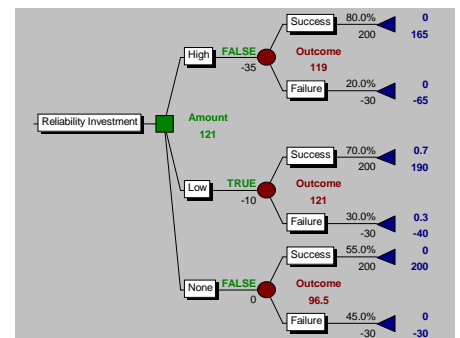 Success 80.0% 0
200 165
High FALSE Outcome
-35 119
Failure 20.0% 0
-30 -65
Reliability Investment Amount
121
Success 70.0% 0.7
200 190
Low TRUE Outcome
-10 121
Failure 30.0% 0.3
-30 -40
Success 55.0% 0
200 200
None FALSE Outcome
0 96.5
Failure 45.0% 0
-30 -30